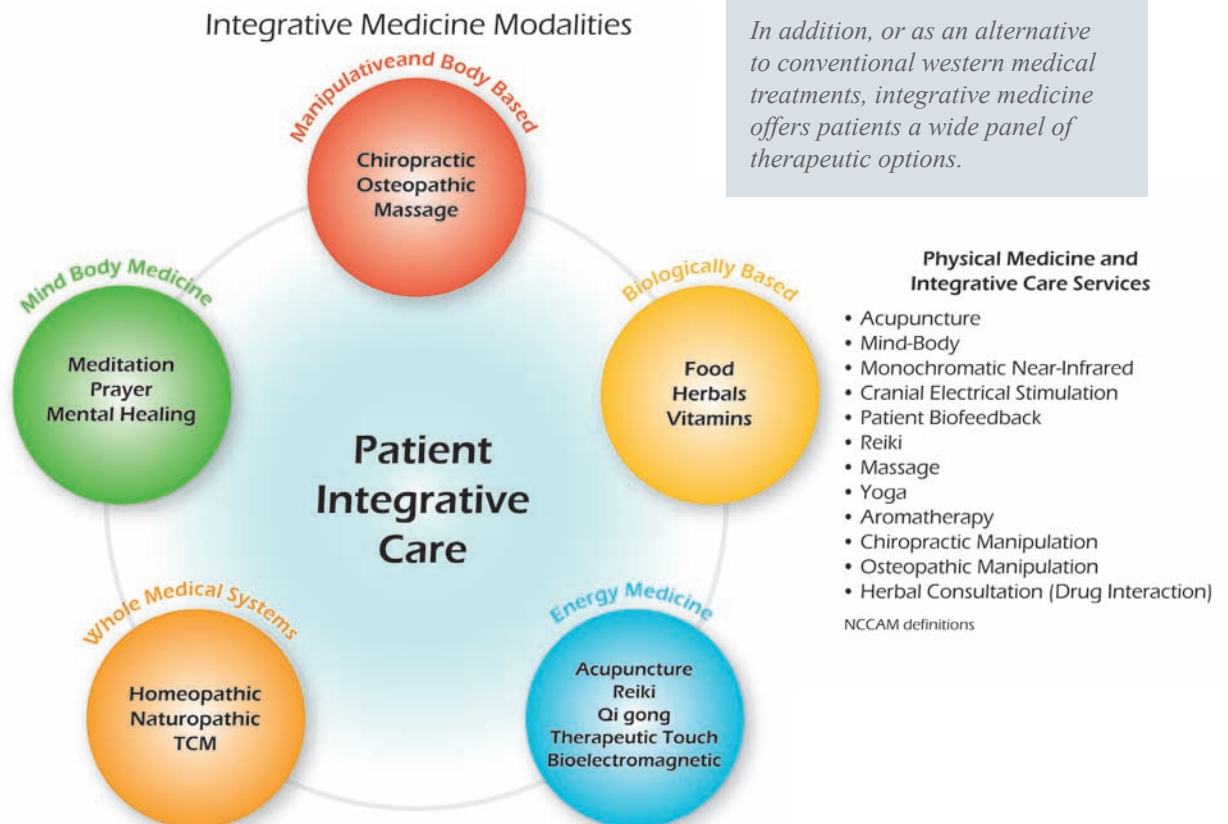 Integrative Medicine Modalities
In addition, or as an alternative
to conventional western medical
treatments, integrative medicine
offers patients a wide panel of
therapeutic options.
Manipulativeand Body Based
Chiropractic
Osteopathic
Massage
Mind Body Medicine
Meditation
Prayer
Mental Healing
Biologically Based
Food
Herbals
Vitamins
Patient
Integrative
Care
Whole Medical Systems
Homeopathic
Naturopathic
TCM
Energy Medicine
Acupuncture
Reiki
Qi gong
Therapeutic Touch
Bioelectromagnetic
Physical Medicine and
Integrative Care Services
• Acupuncture
• Mind-Body
• Monochromatic Near-Infrared
• Cranial Electrical Stimulation
• Patient Biofeedback
• Reiki
• Massage
• Yoga
• Aromatherapy
• Chiropractic Manipulation
• Osteopathic Manipulation
• Herbal Consultation (Drug Interaction)
NCCAM definitions